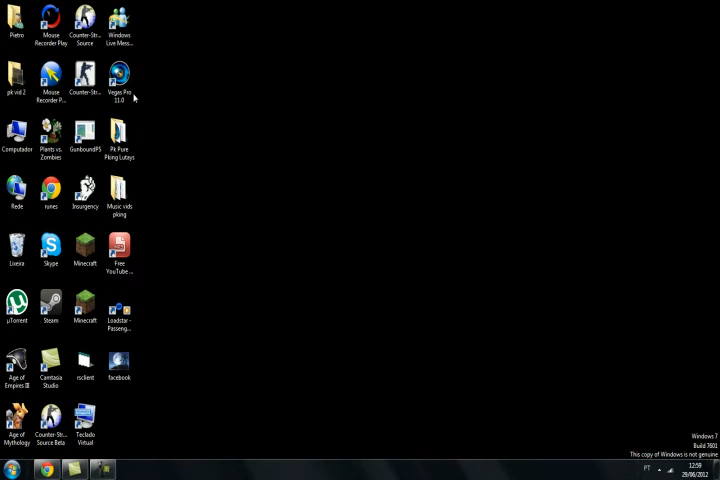 Pietro
Mouse
Recorder Play
Counter-Str...
Source
Windows
Live Mess...
pk vid 2
Mouse
Recorder P...
Counter-Str...
Vegas Pro
11.0
Computador
Plants vs.
Zombies
GunboundPS
Pk Pure
Pking Lutays
Rede
runes
Insurgency
Music vids
pking
Lixeira
Skype
Minecraft
Free
YouTube ...
µTorrent
Steam
Minecraft
Loadstar -
Passeng...
Age of
Empires III
Camtasia
Studio
rsclient
facebook
Age of
Mythology
Counter-Str...
Source Beta
Teclado
Virtual
Windows 7
Build 7601
This copy of Windows is not genuine
PT
12:59
29/06/2012